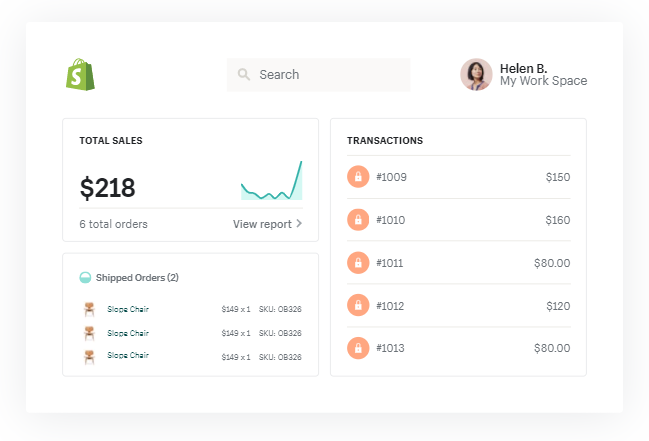 Search
Helen B.
My Work Space
TOTAL SALES
$218
6 total orders
View report
Shipped Orders (2)
Slope Chair $149 x 1 SKU: OB326
Slope Chair $149 x 1 SKU: OB326
Slope Chair $149 x 1 SKU: OB326
TRANSACTIONS
#1009 $150
#1010 $160
#1011 $80.00
#1012 $120
#1013 $80.00